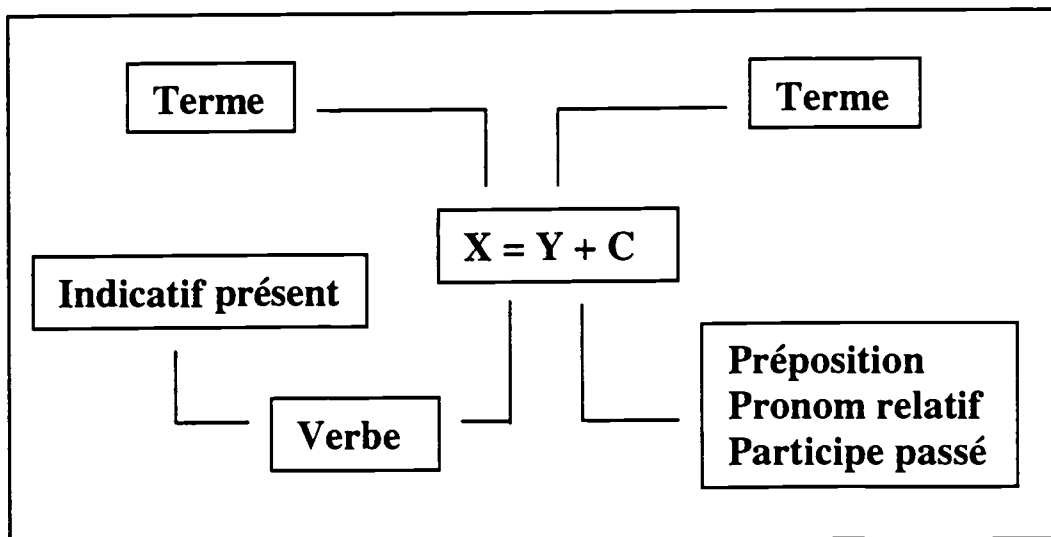 Terme
Terme
X = Y + C
Indicatif présent
Verbe
Préposition
Pronom relatif
Participe passé